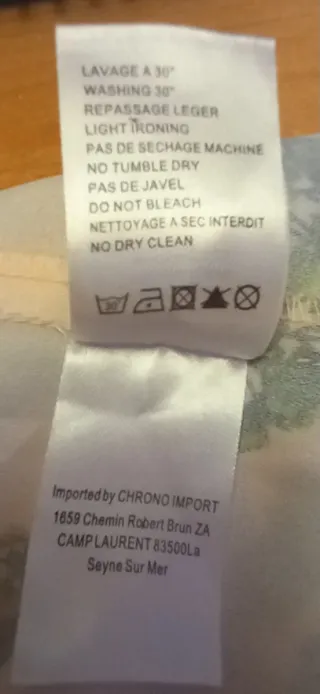 LAVAGE A 30°
WASHING 30°
REPASSAGE LEGER
LIGHT IRONING
PAS DE SECHAGE MACHINE
NO TUMBLE DRY
PAS DE JAVEL
DO NOT BLEACH
NETTOYAGE A SEC INTERDIT
NO DRY CLEAN
30
Imported by CHRONO IMPORT
1659 Chemin Robert Brun ZA
CAMP LAURENT 83500La
Seyne Sur Mer